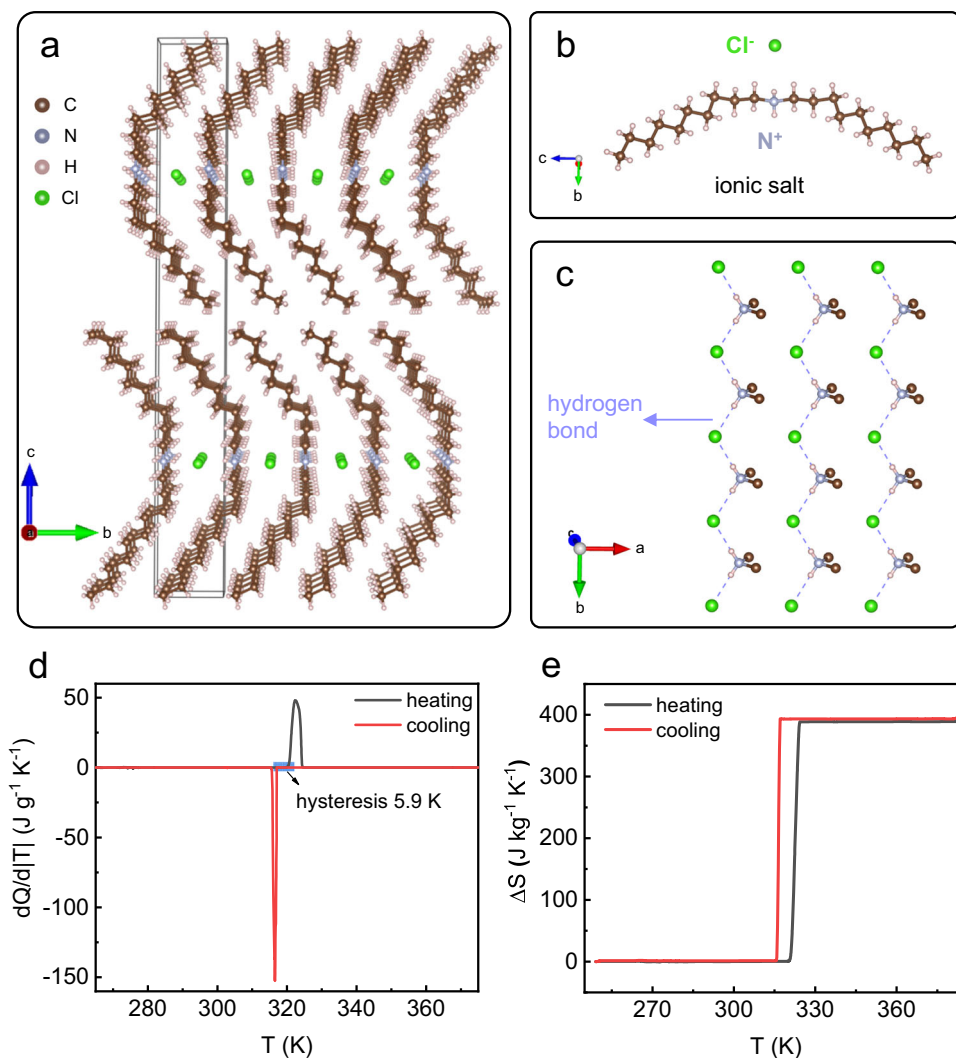 a
C
N
H
Cl
c
b
a
b
Cl⁻
N⁺
ionic salt
c
b
c
hydrogen
bond
c
a
b
d
heating
cooling
hysteresis 5.9 K
50
0
-50
-100
-150
dQ/d|T| (J g⁻¹ K⁻¹)
280
300
320
340
360
T (K)
e
heating
cooling
400
300
200
100
0
ΔS (J kg⁻¹ K⁻¹)
270
300
330
360
T (K)